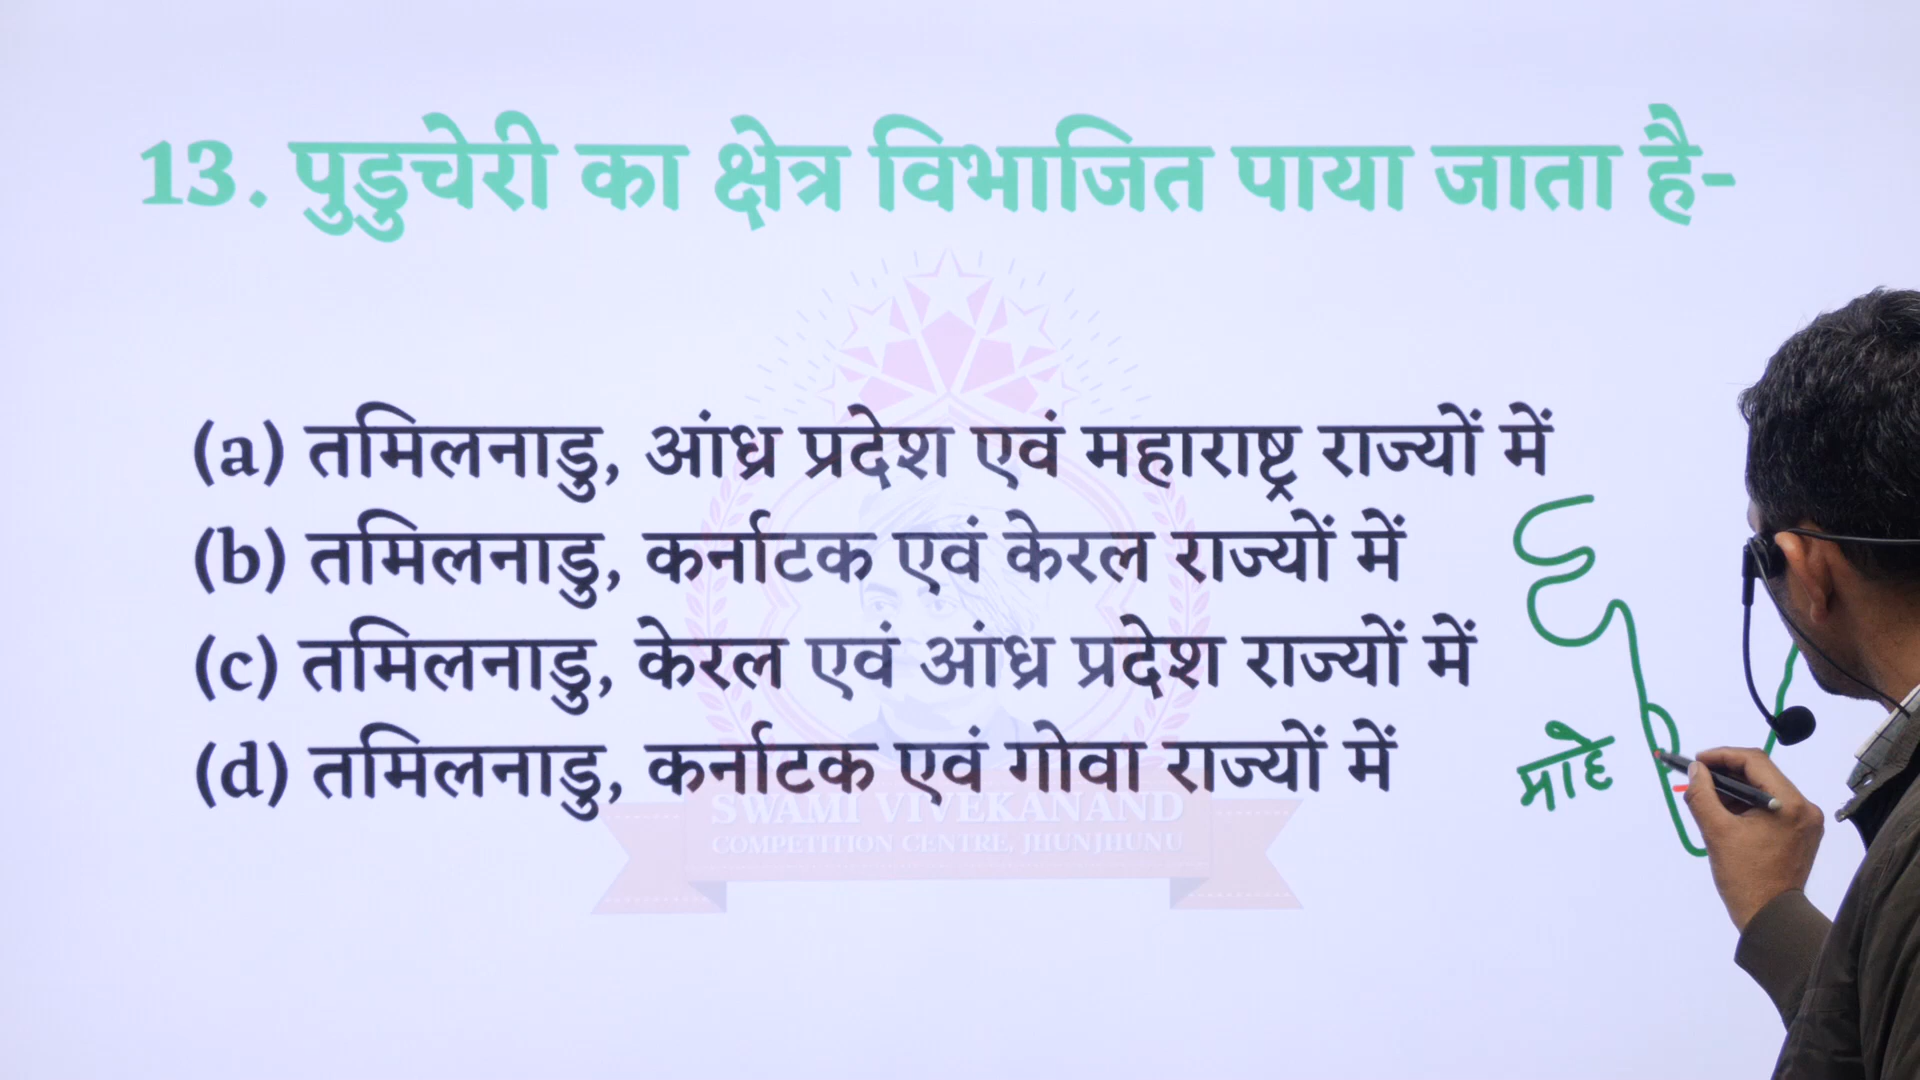 13. पुडुचेरी का क्षेत्र विभाजित पाया जाता है-
(a) तमिलनाडु, आंध्र प्रदेश एवं महाराष्ट्र राज्यों में
(b) तमिलनाडु, कर्नाटक एवं केरल राज्यों में
(c) तमिलनाडु, केरल एवं आंध्र प्रदेश राज्यों में
(d) तमिलनाडु, कर्नाटक एवं गोवा राज्यों में
माहे
SWAMI VIVEKANAND
COMPETITION CENTRE, JHUNJHUNU